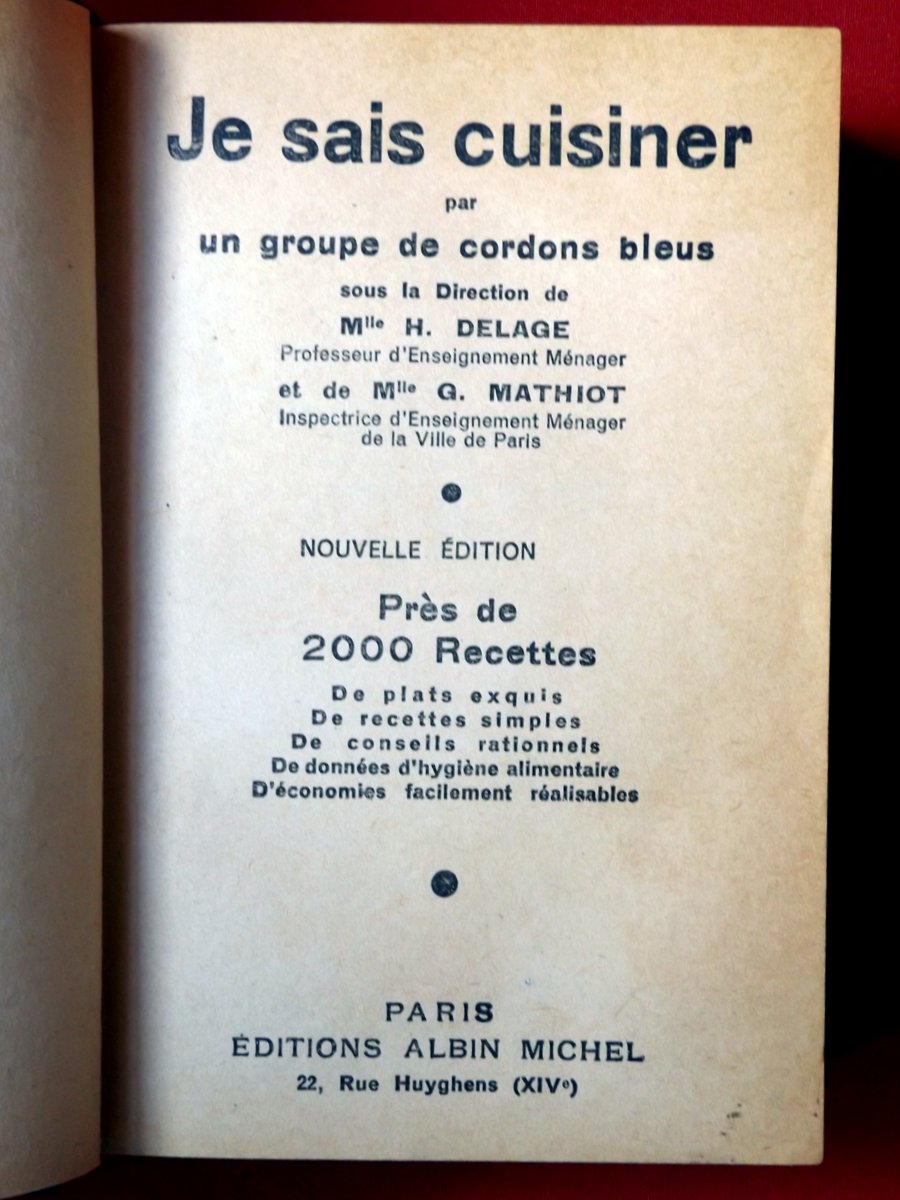 Je sais cuisiner
par
un groupe de cordons bleus
sous la Direction de
Mlle H. DELAGE
Professeur d'Enseignement Ménager
et de Mlle G. MATHIOT
Inspectrice d'Enseignement Ménager
de la Ville de Paris
NOUVELLE ÉDITION
Près de
2000 Recettes
De plats exquis
De recettes simples
De conseils rationnels
De données d'hygiène alimentaire
D'économies facilement réalisables
PARIS
ÉDITIONS ALBIN MICHEL
22, Rue Huyghens (XIVe)